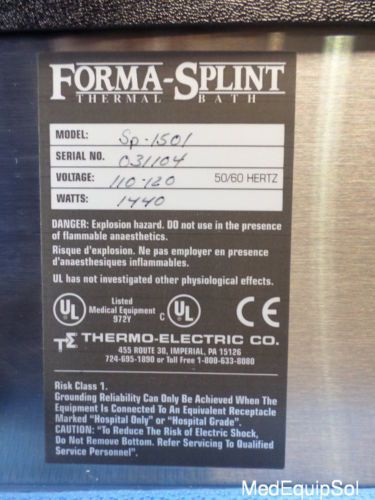 FORMA-SPLINT
THERMAL BATH
MODEL: Sp-1501
SERIAL NO. 031104
VOLTAGE: 110-120 50/60 HERTZ
WATTS: 1440
DANGER: Explosion hazard. DO not use in the presence
of flammable anaesthetics.
Risque d'explosion. Ne pas employer en presence
d'anaesthesiques inflammables.
UL has not investigated other physiological effects.
UL Listed
Medical Equipment
972Y
C UL CE
TE THERMO-ELECTRIC CO.
455 ROUTE 30, IMPERIAL, PA 15126
724-695-1890 or Toll Free 1-800-633-8080
Risk Class 1.
Grounding Reliability Can Only Be Achieved When The
Equipment Is Connected To An Equivalent Receptacle
Marked "Hospital Only" or "Hospital Grade".
CAUTION: "To Reduce The Risk of Electric Shock,
Do Not Remove Bottom. Refer Servicing To Qualified
Service Personnel".
MedEquipSol